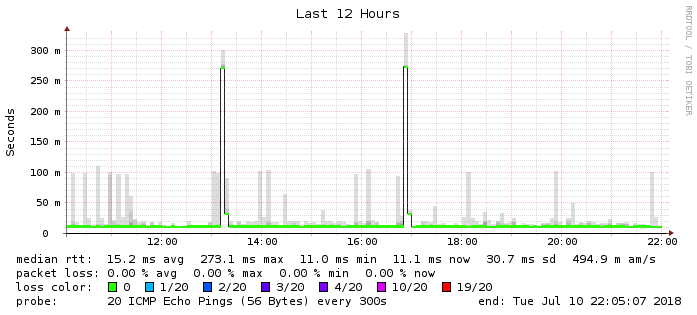 Last 12 Hours
RRDTOOL / TOBI OETIKER
Seconds
300 m
250 m
200 m
150 m
100 m
50 m
0
12:00 14:00 16:00 18:00 20:00 22:00
median rtt: 15.2 ms avg 273.1 ms max 11.0 ms min 11.1 ms now 30.7 ms sd 494.9 m am/s
packet loss: 0.00 % avg 0.00 % max 0.00 % min 0.00 % now
loss color: 0 1/20 2/20 3/20 4/20 10/20 19/20
probe: 20 ICMP Echo Pings (56 Bytes) every 300s end: Tue Jul 10 22:05:07 2018